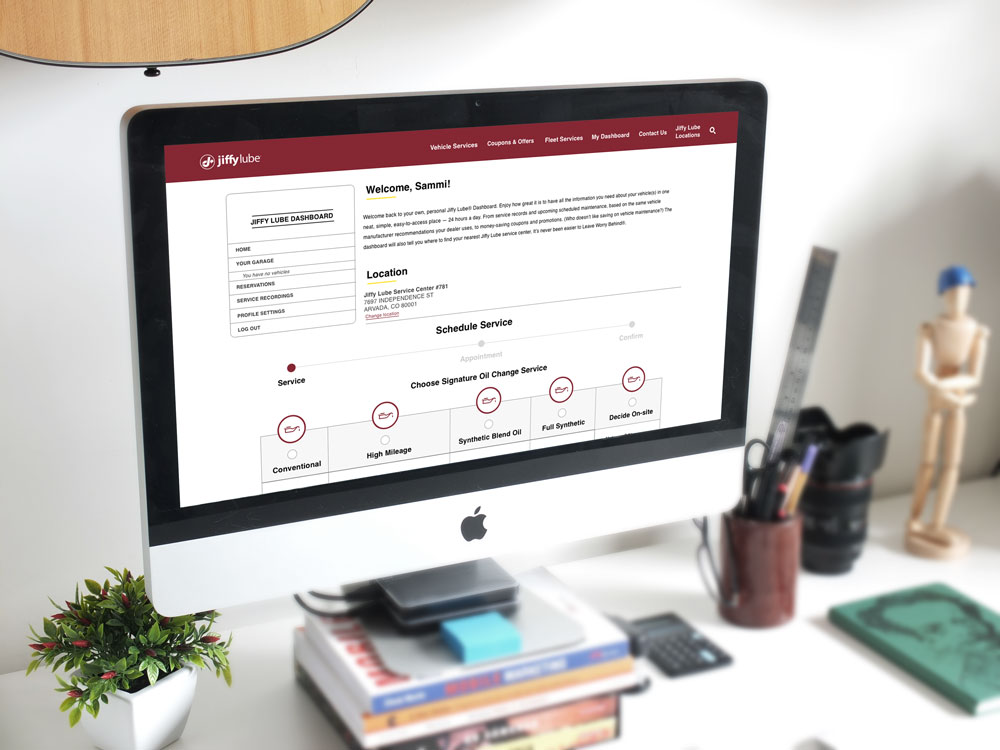 jiffylube
Vehicle Services
Coupons & Offers
Fleet Services
My Dashboard
Contact Us
Jiffy Lube
Locations
JIFFY LUBE DASHBOARD
HOME
YOUR GARAGE
You have no vehicles
RESERVATIONS
SERVICE RECORDINGS
PROFILE SETTINGS
LOG OUT
Welcome, Sammi!
Welcome back to your own, personal Jiffy Lube® Dashboard. Enjoy how great it is to have all the information you need about your vehicle(s) in one
neat, simple, easy-to-access place — 24 hours a day. From service records and upcoming scheduled maintenance, based on the same vehicle
manufacturer recommendations your dealer uses, to money-saving coupons and promotions. (Who doesn't like saving on vehicle maintenance?) The
dashboard will also tell you where to find your nearest Jiffy Lube service center. It's never been easier to Leave Worry Behind®.
Location
Jiffy Lube Service Center #781
7697 INDEPENDENCE ST
ARVADA, CO 80001
Change location
Schedule Service
Service
Appointment
Confirm
Choose Signature Oil Change Service
Conventional
High Mileage
Synthetic Blend Oil
Full Synthetic
Decide On-site
MARKETING